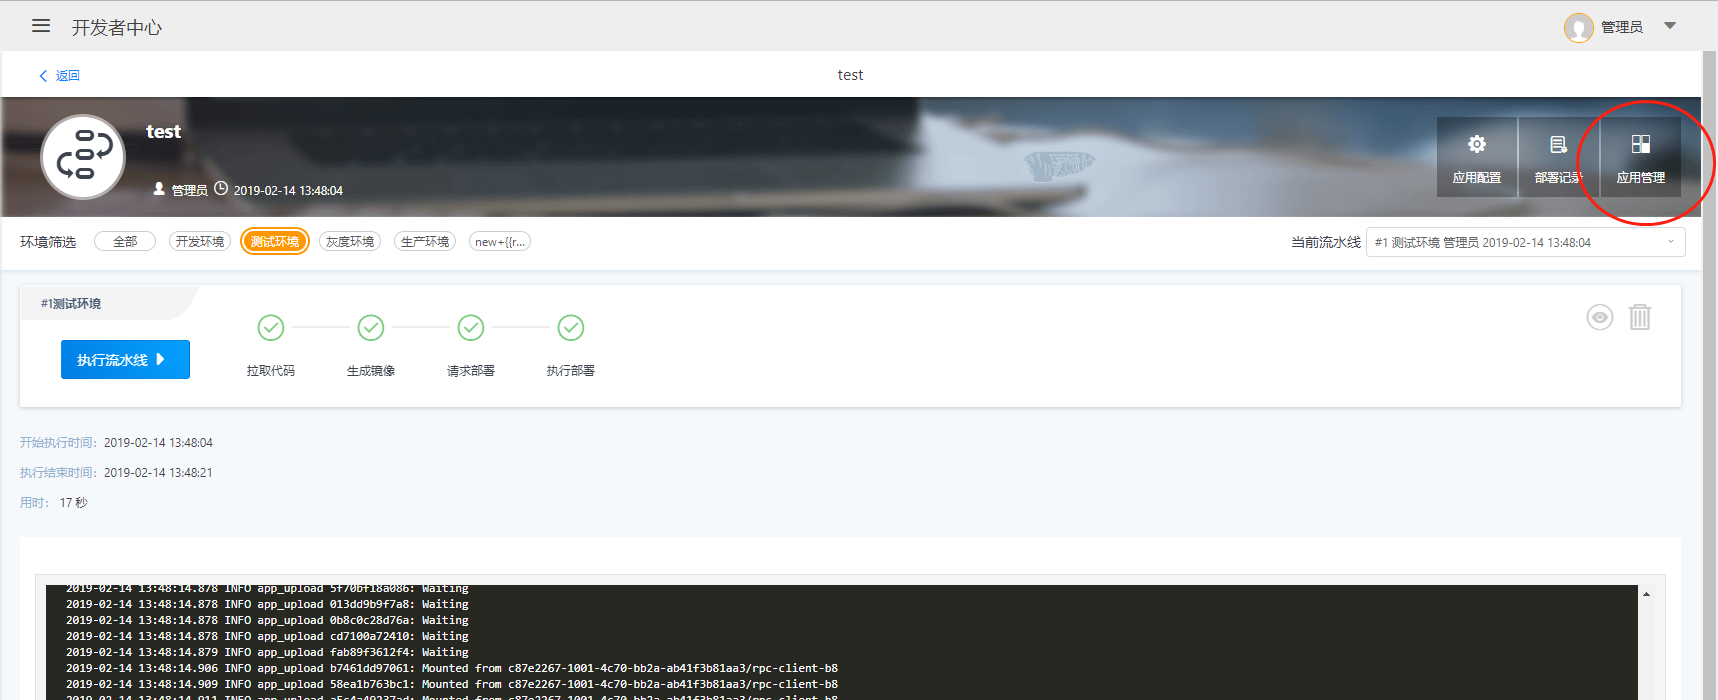 开发者中心
管理员
返回
test
test
管理员 2019-02-14 13:48:04
应用配置
部署记录
应用管理
环境筛选 全部 开发环境 测试环境 灰度环境 生产环境 new+{{r...
当前流水线 #1 测试环境 管理员 2019-02-14 13:48:04
#1测试环境
执行流水线
拉取代码 生成镜像 请求部署 执行部署
开始执行时间: 2019-02-14 13:48:04
执行结束时间: 2019-02-14 13:48:21
用时: 17 秒
2019-02-14 13:48:14.878 INFO app_upload 5f70bf18a086: Waiting
2019-02-14 13:48:14.878 INFO app_upload 013dd9b9f7a8: Waiting
2019-02-14 13:48:14.878 INFO app_upload 0b8c0c28d76a: Waiting
2019-02-14 13:48:14.878 INFO app_upload cd7100a72410: Waiting
2019-02-14 13:48:14.879 INFO app_upload fab89f3612f4: Waiting
2019-02-14 13:48:14.906 INFO app_upload b7461dd97061: Mounted from c87e2267-1001-4c70-bb2a-ab41f3b81aa3/rpc-client-b8
2019-02-14 13:48:14.909 INFO app_upload 58ea1b763bc1: Mounted from c87e2267-1001-4c70-bb2a-ab41f3b81aa3/rpc-client-b8